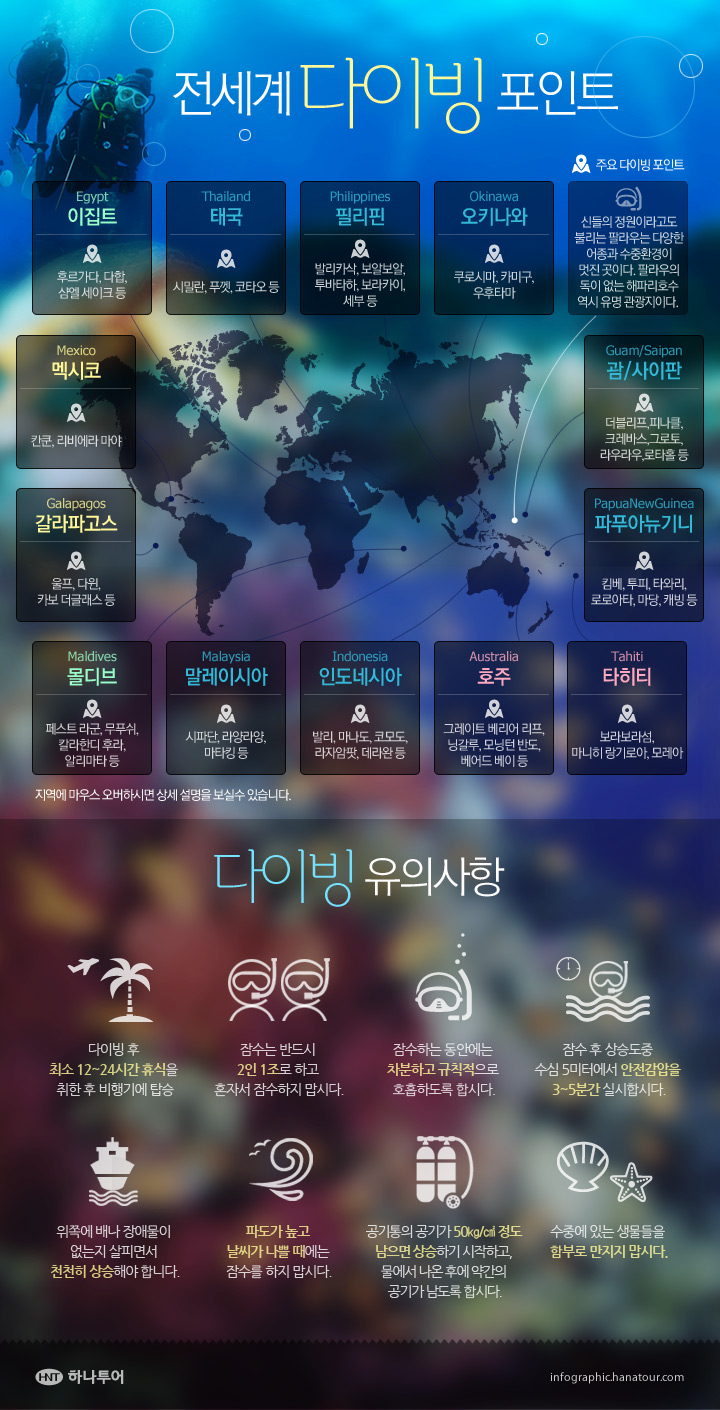 전세계 다이빙 포인트
주요 다이빙 포인트
Egypt
이집트
후르가다, 다합,
샴엘 세이크 등
Thailand
태국
시밀란, 푸껫, 코타오 등
Philippines
필리핀
발리카삭, 보알보알,
투바타하, 보라카이,
세부 등
Okinawa
오키나와
쿠로시마, 카미구,
우후타마
신들의 정원이라고도
불리는 팔라우는 다양한
어종과 수중환경이
멋진 곳이다. 팔라우의
독이 없는 해파리호수
역시 유명 관광지이다.
Mexico
멕시코
칸쿤, 리비에라 마야
Guam/Saipan
괌/사이판
더블리프,피나클,
크레바스,그로토,
라우라우,로타홀 등
Galapagos
갈라파고스
울프, 다윈,
카보 더글래스 등
PapuaNewGuinea
파푸아뉴기니
킴베, 투피, 타와리,
로로아타, 마당, 캐빙 등
Maldives
몰디브
페스트 라군, 무푸쉬,
칼라한디 후라,
알리마타 등
Malaysia
말레이시아
시파단, 라양라양,
마타킹 등
Indonesia
인도네시아
발리, 마나도, 코모도,
라자암팟, 데라완 등
Australia
호주
그레이트 베리어 리프,
닝갈루, 모닝턴 반도,
베어드 베이 등
Tahiti
타히티
보라보라섬,
마니히 랑기로아, 모레아
지역에 마우스 오버하시면 상세 설명을 보실수 있습니다.
다이빙 유의사항
다이빙 후
최소 12~24시간 휴식을
취한 후 비행기에 탑승
잠수는 반드시
2인 1조로 하고
혼자서 잠수하지 맙시다.
잠수하는 동안에는
차분하고 규칙적으로
호흡하도록 합시다.
잠수 후 상승도중
수심 5미터에서 안전감압을
3~5분간 실시합시다.
위쪽에 배나 장애물이
없는지 살피면서
천천히 상승해야 합니다.
파도가 높고
날씨가 나쁠 때에는
잠수를 하지 맙시다.
공기통의 공기가 50㎏/㎠ 정도
남으면 상승하기 시작하고,
물에서 나온 후에 약간의
공기가 남도록 합시다.
수중에 있는 생물들을
함부로 만지지 맙시다.
HNT 하나투어
infographic.hanatour.com